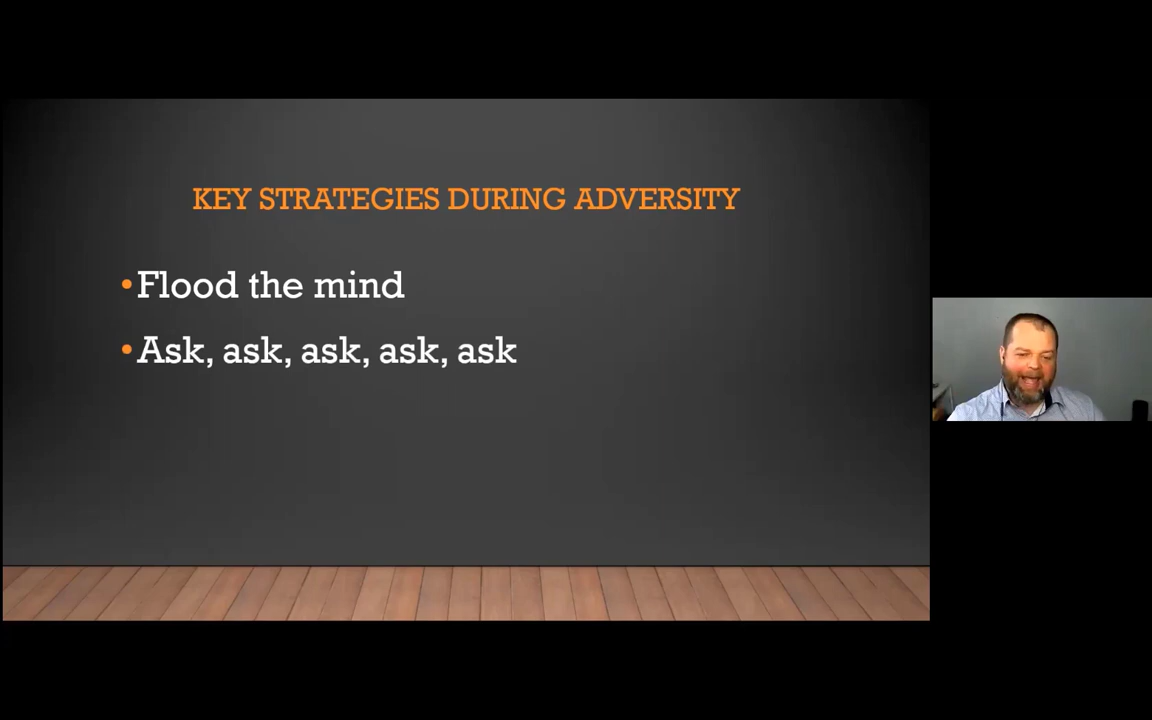 KEY STRATEGIES DURING ADVERSITY
•Flood the mind
•Ask, ask, ask, ask, ask